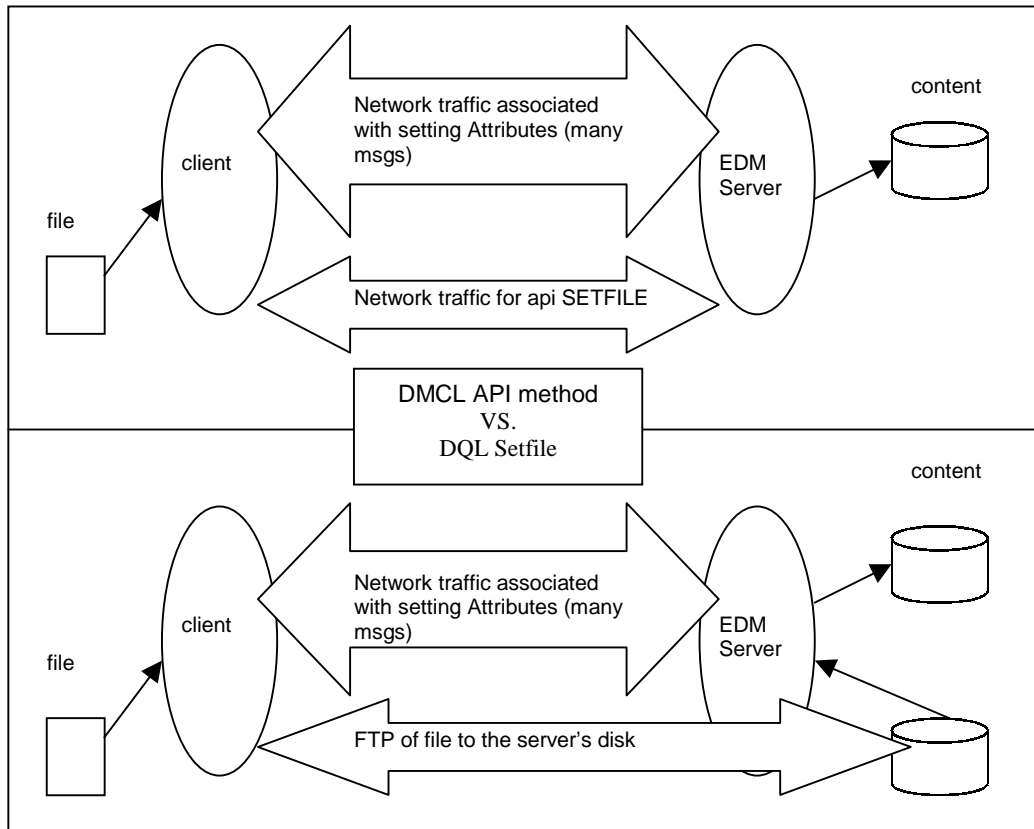 content
Network traffic associated
with setting Attributes (many
msgs)
client
EDM
Server
file
Network traffic for api SETFILE
DMCL API method
VS.
DQL Setfile
content
Network traffic associated
with setting Attributes (many
msgs)
client
EDM
Server
file
FTP of file to the server's disk